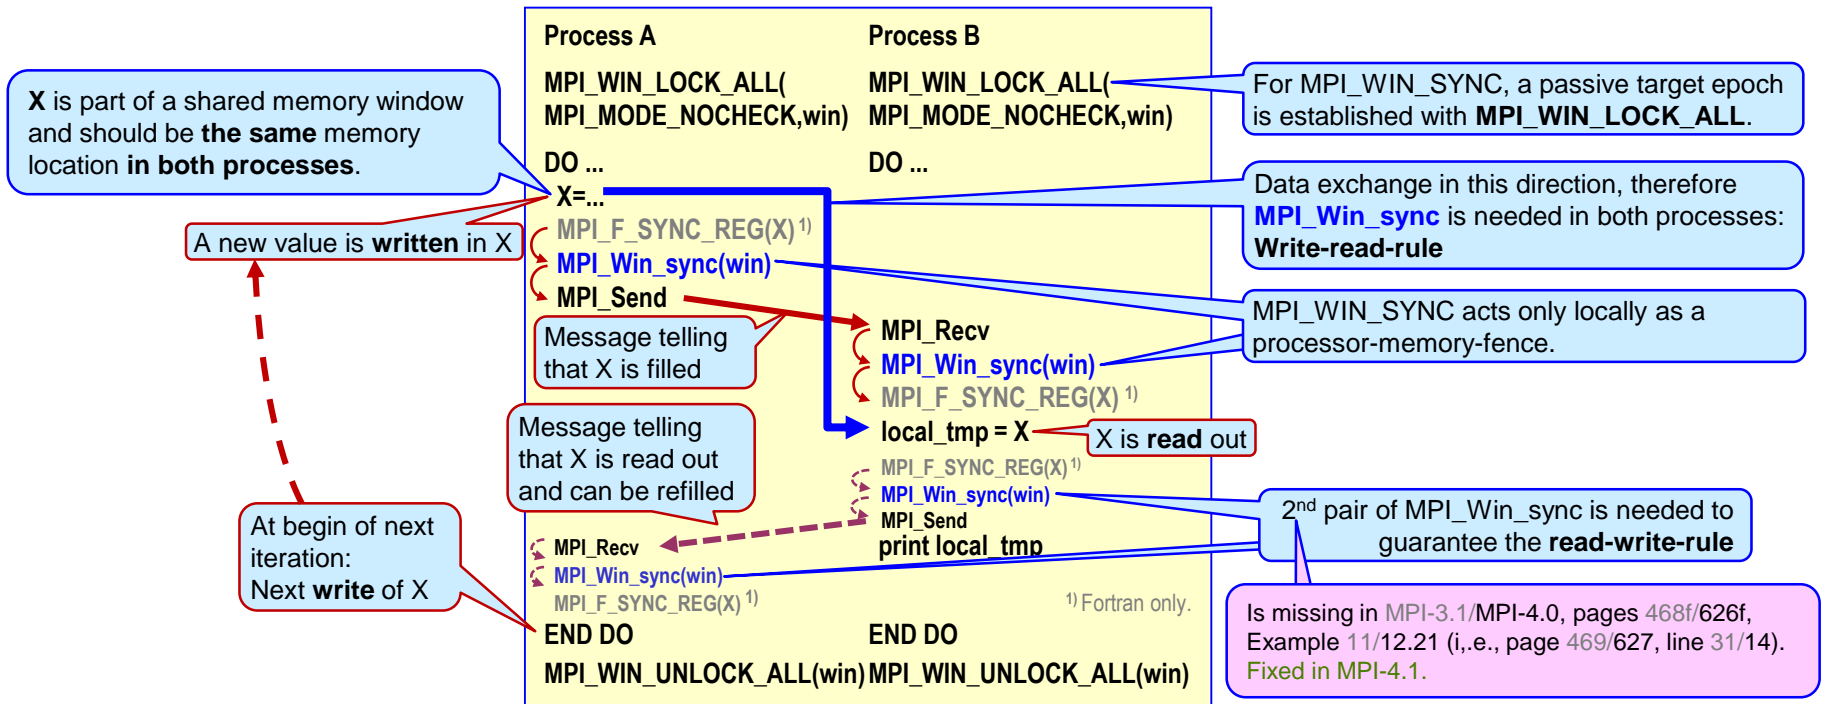 Process A
Process B
MPI_WIN_LOCK_ALL(
MPI_MODE_NOCHECK,win)
MPI_WIN_LOCK_ALL(
MPI_MODE_NOCHECK,win)
X is part of a shared memory window
and should be the same memory
location in both processes.
For MPI_WIN_SYNC, a passive target epoch
is established with MPI_WIN_LOCK_ALL.
DO ...
DO ...
X=...
A new value is written in X
Data exchange in this direction, therefore
MPI_Win_sync is needed in both processes:
Write-read-rule
MPI_F_SYNC_REG(X) 1)
MPI_Win_sync(win)
MPI_Send
MPI_WIN_SYNC acts only locally as a
processor-memory-fence.
Message telling
that X is filled
MPI_Recv
MPI_Win_sync(win)
MPI_F_SYNC_REG(X) 1)
local_tmp = X
X is read out
Message telling
that X is read out
and can be refilled
MPI_F_SYNC_REG(X) 1)
MPI_Win_sync(win)
MPI_Send
print local_tmp
2nd pair of MPI_Win_sync is needed to
guarantee the read-write-rule
At begin of next
iteration:
Next write of X
MPI_Recv
MPI_Win_sync(win)
MPI_F_SYNC_REG(X) 1)
1) Fortran only.
Is missing in MPI-3.1/MPI-4.0, pages 468f/626f,
Example 11/12.21 (i,.e., page 469/627, line 31/14).
Fixed in MPI-4.1.
END DO
END DO
MPI_WIN_UNLOCK_ALL(win)
MPI_WIN_UNLOCK_ALL(win)